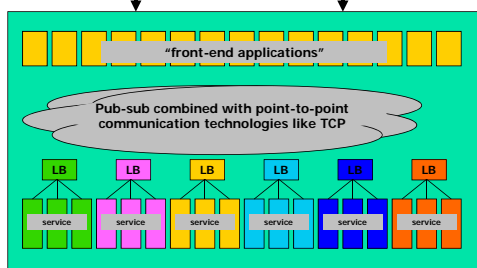 “front-end applications”
Pub-sub combined with point-to-point
communication technologies like TCP
LB LB LB LB LB LB
service service service service service service